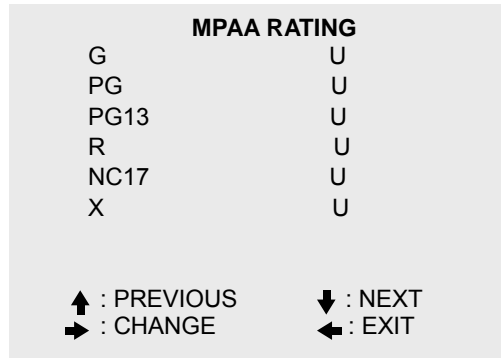 MPAA RATING
G U
PG U
PG13 U
R U
NC17 U
X U
: PREVIOUS : NEXT
: CHANGE : EXIT